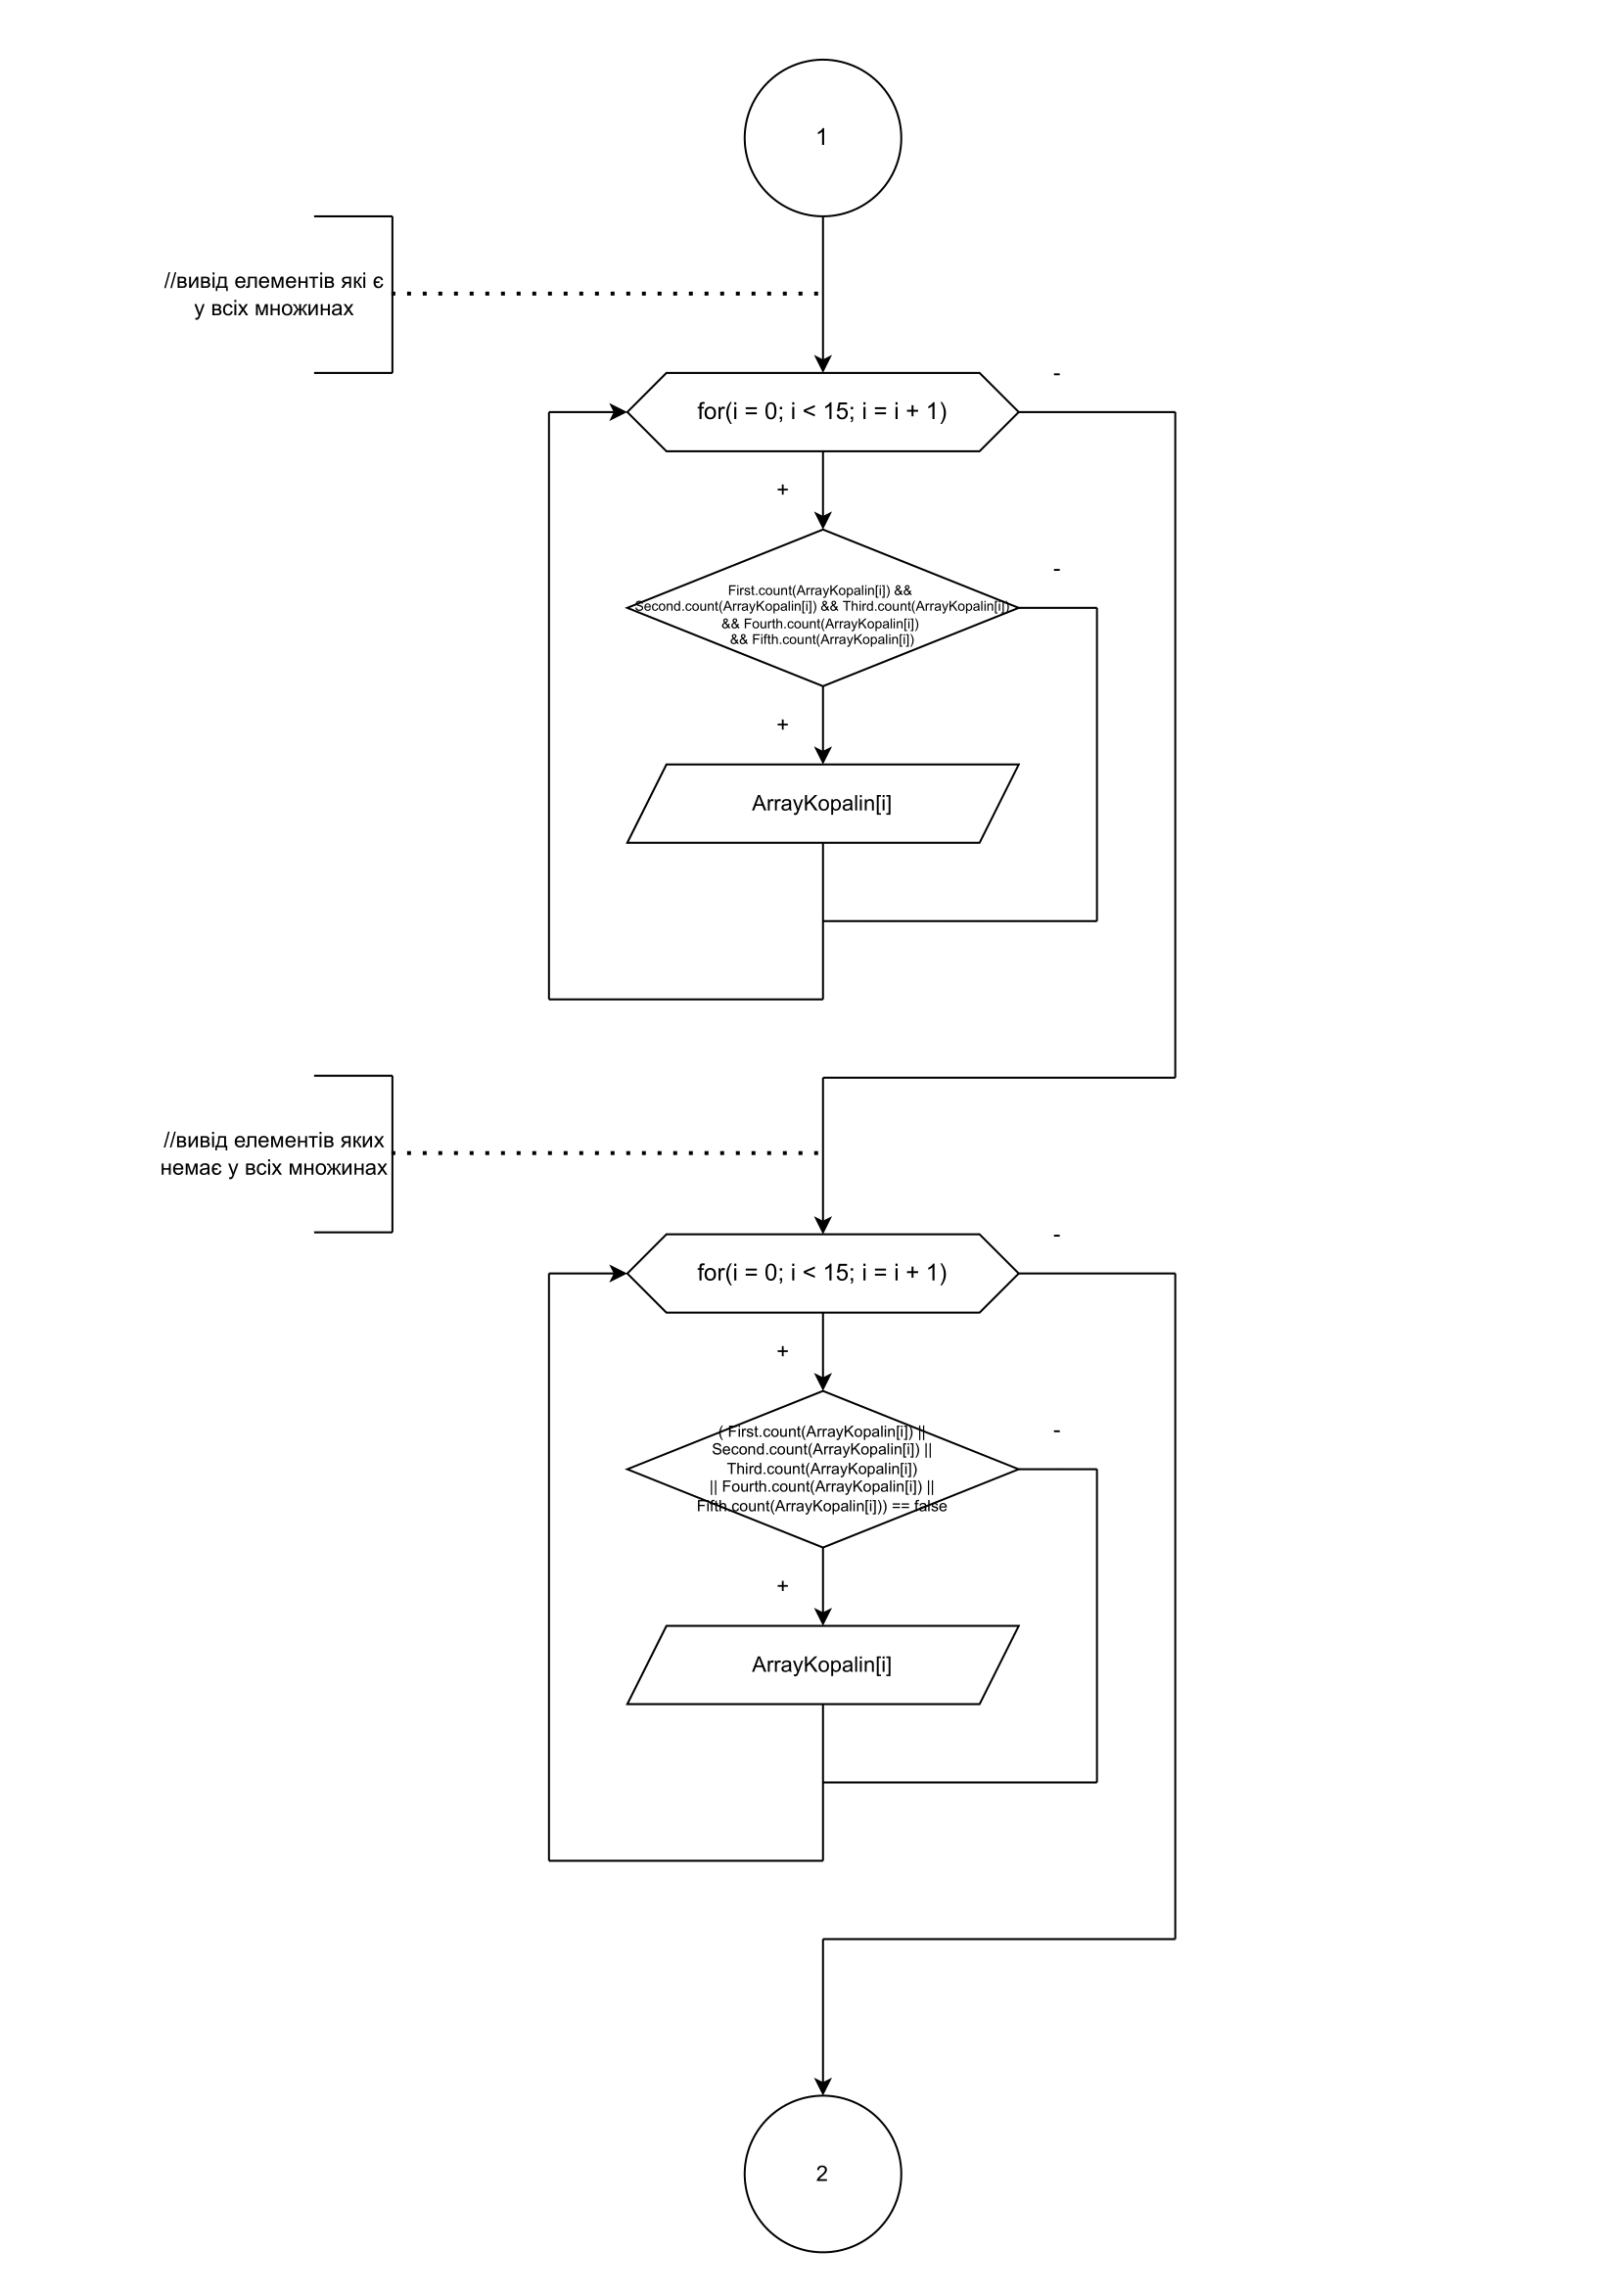 1
//вивід елементів які є
у всіх множинах
-
for(i = 0; i < 15; i = i + 1)
+
-
First.count(ArrayKopalin[i]) &&
Second.count(ArrayKopalin[i]) && Third.count(ArrayKopalin[i])
&& Fourth.count(ArrayKopalin[i])
&& Fifth.count(ArrayKopalin[i])
+
ArrayKopalin[i]
//вивід елементів яких
немає у всіх множинах
-
for(i = 0; i < 15; i = i + 1)
+
-
( First.count(ArrayKopalin[i]) ||
Second.count(ArrayKopalin[i]) ||
Third.count(ArrayKopalin[i])
|| Fourth.count(ArrayKopalin[i]) ||
Fifth.count(ArrayKopalin[i])) == false
+
ArrayKopalin[i]
2